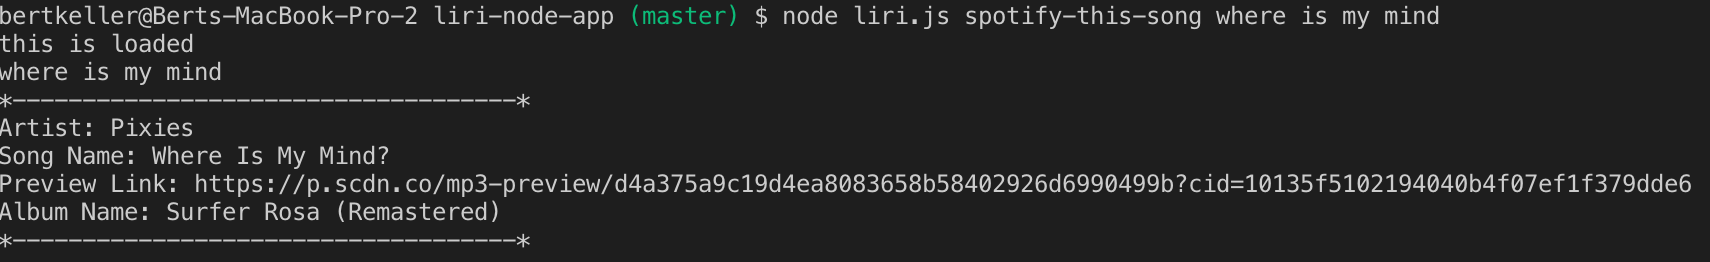 bertkeller@Berts-MacBook-Pro-2 liri-node-app (master) $ node liri.js spotify-this-song where is my mind
this is loaded
where is my mind
*------------------------------------*
Artist: Pixies
Song Name: Where Is My Mind?
Preview Link: https://p.scdn.co/mp3-preview/d4a375a9c19d4ea8083658b58402926d6990499b?cid=10135f5102194040b4f07ef1f379dde6
Album Name: Surfer Rosa (Remastered)
*------------------------------------*